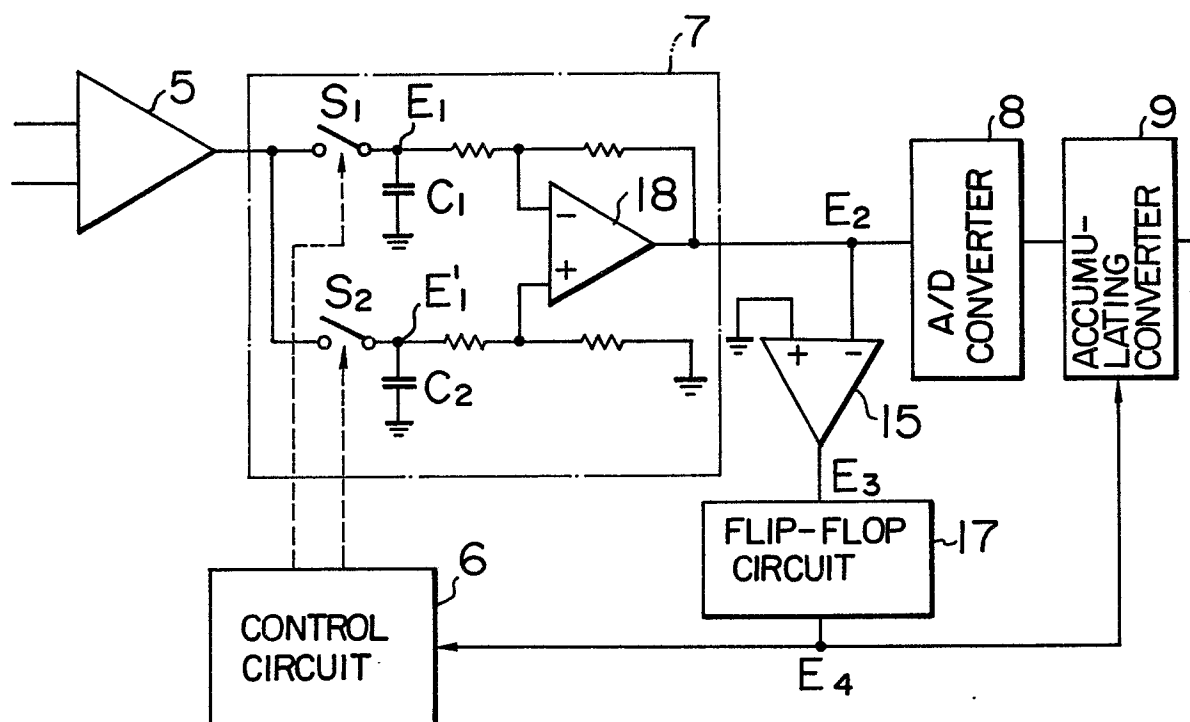 7
5
S1
E1
C1
18
8
9
E2
A/D CONVERTER
ACCUMU-
LATING
CONVERTER
S2
E'1
C2
-
+
+
-
15
E3
FLIP-FLOP
CIRCUIT
17
6
CONTROL
CIRCUIT
E4